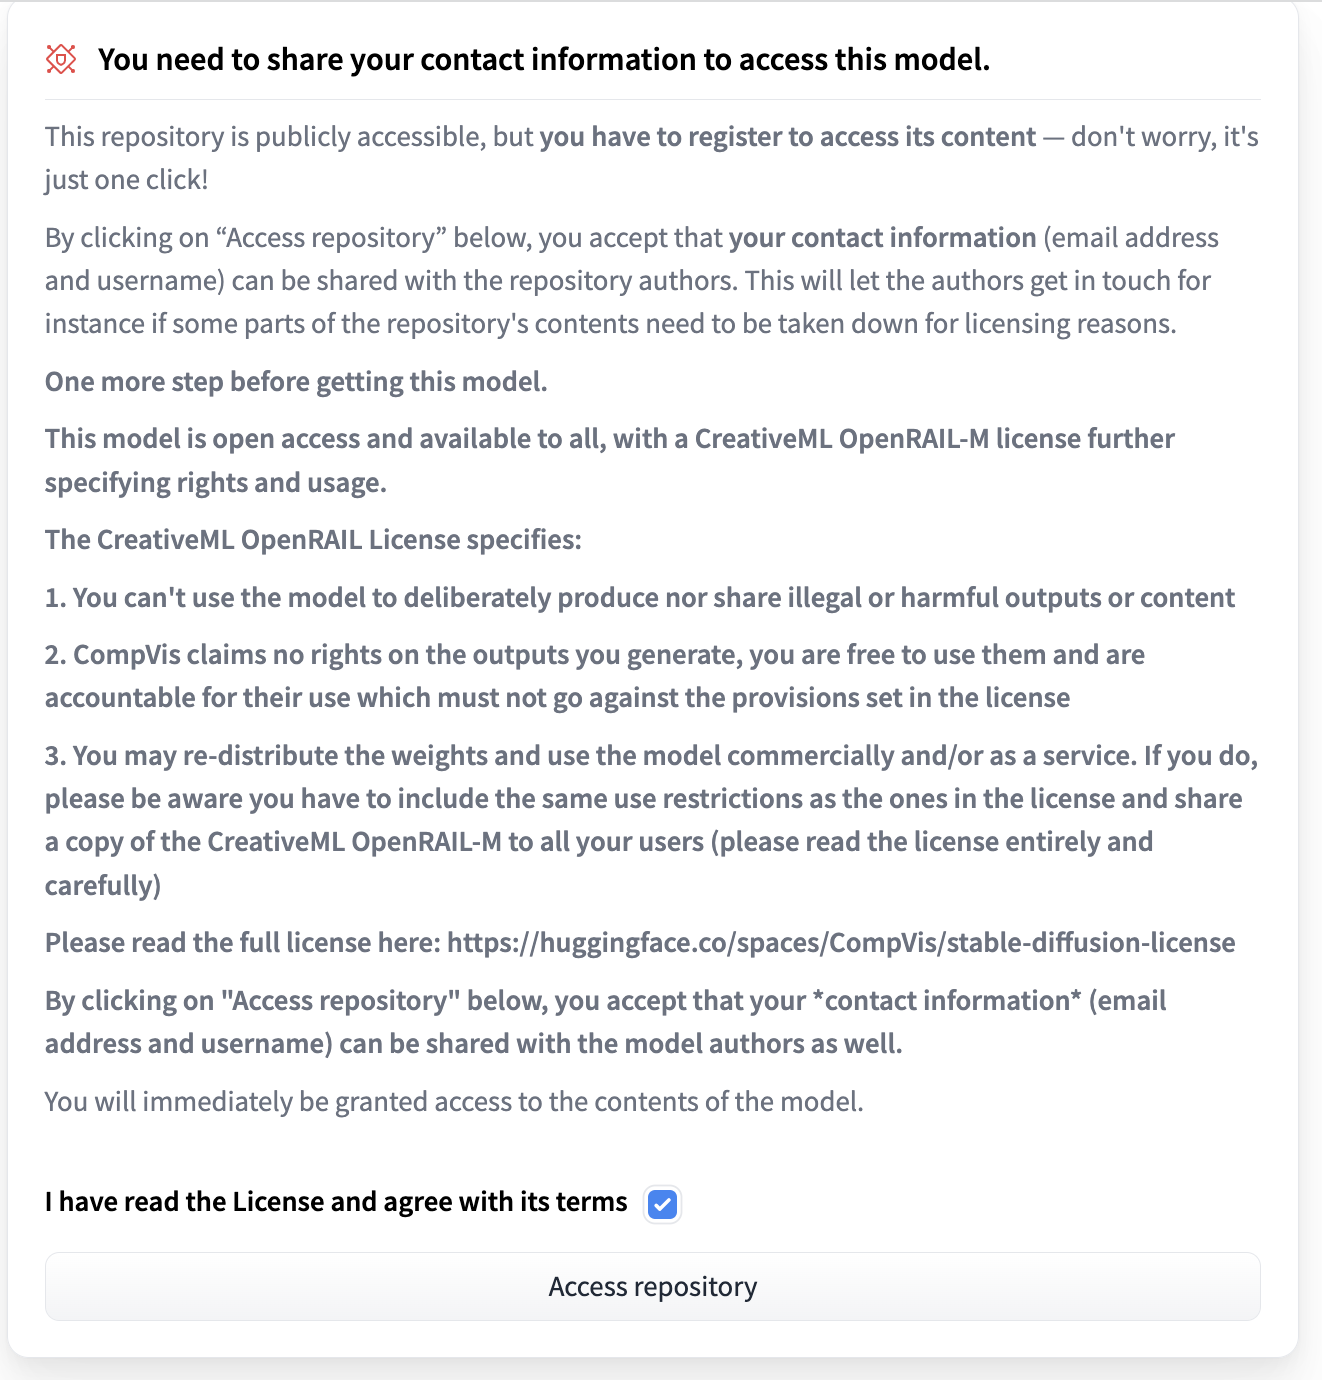 You need to share your contact information to access this model.
This repository is publicly accessible, but you have to register to access its content — don't worry, it's
just one click!
By clicking on “Access repository” below, you accept that your contact information (email address
and username) can be shared with the repository authors. This will let the authors get in touch for
instance if some parts of the repository's contents need to be taken down for licensing reasons.
One more step before getting this model.
This model is open access and available to all, with a CreativeML OpenRAIL-M license further
specifying rights and usage.
The CreativeML OpenRAIL License specifies:
1. You can't use the model to deliberately produce nor share illegal or harmful outputs or content
2. CompVis claims no rights on the outputs you generate, you are free to use them and are
accountable for their use which must not go against the provisions set in the license
3. You may re-distribute the weights and use the model commercially and/or as a service. If you do,
please be aware you have to include the same use restrictions as the ones in the license and share
a copy of the CreativeML OpenRAIL-M to all your users (please read the license entirely and
carefully)
Please read the full license here: https://huggingface.co/spaces/CompVis/stable-diffusion-license
By clicking on "Access repository" below, you accept that your *contact information* (email
address and username) can be shared with the model authors as well.
You will immediately be granted access to the contents of the model.
I have read the License and agree with its terms
Access repository